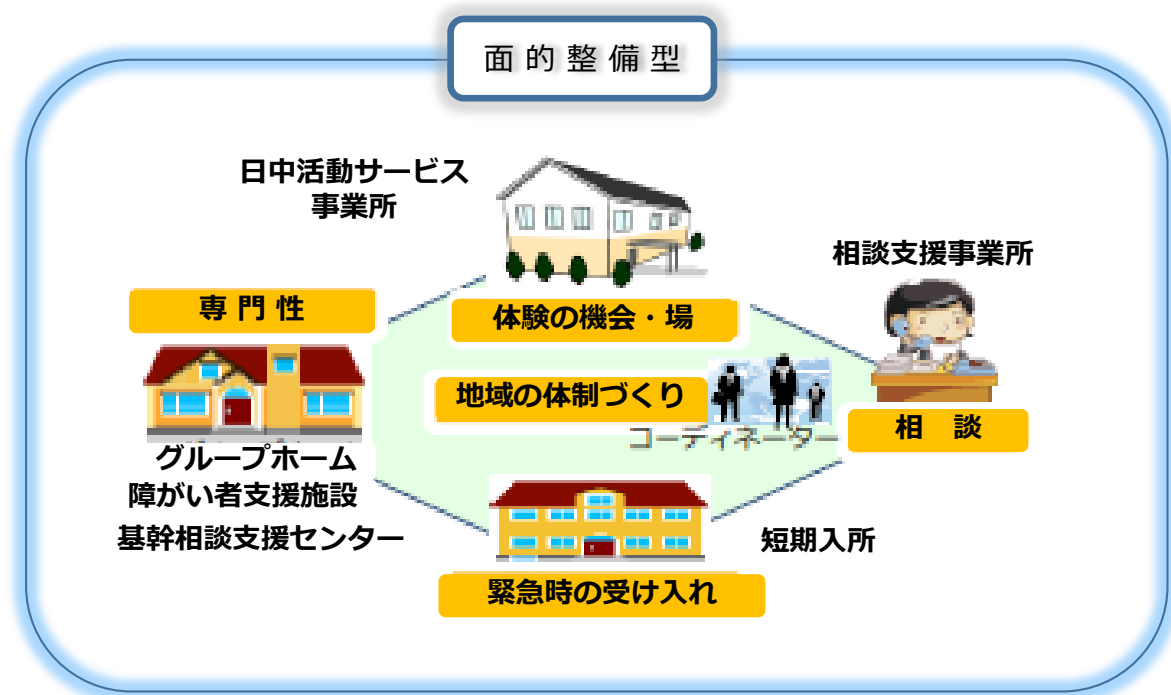 面的整備型
日中活動サービス
事業所
相談支援事業所
専門性
体験の機会・場
地域の体制づくり
コーディネーター
相　談
グループホーム
障がい者支援施設
基幹相談支援センター
短期入所
緊急時の受け入れ